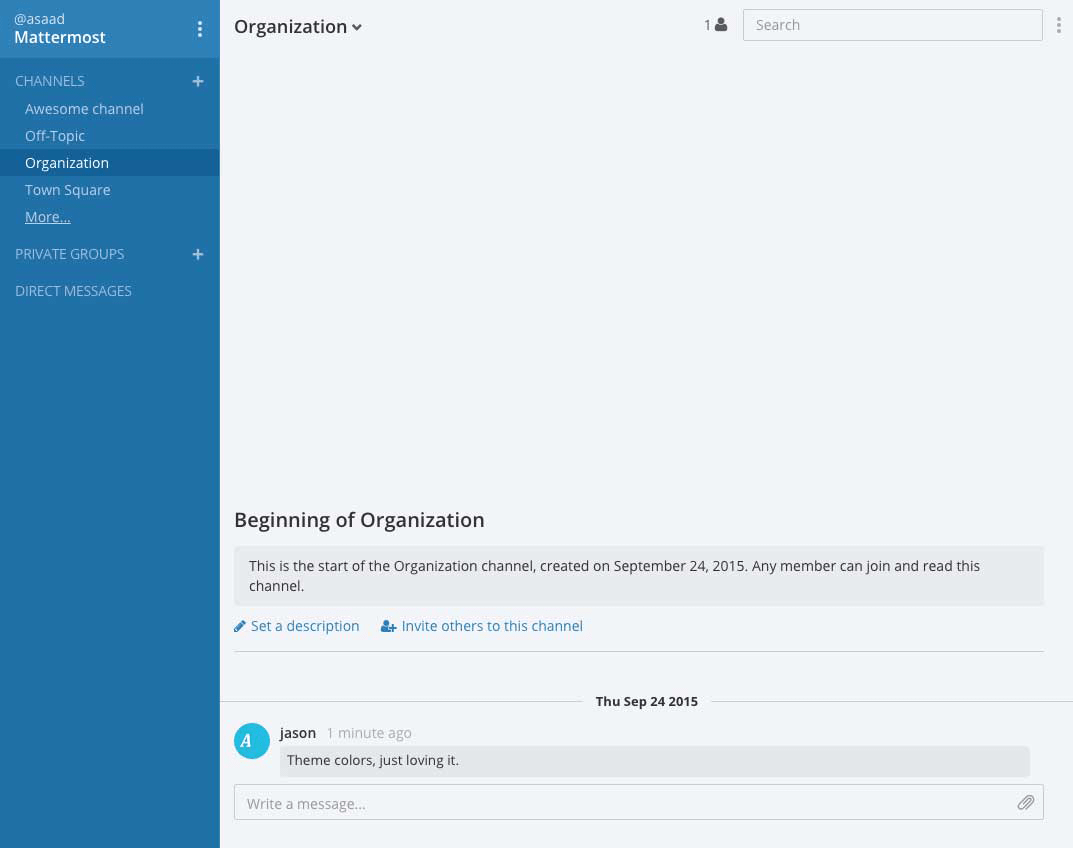 @asaad
Mattermost
CHANNELS
Awesome channel
Off-Topic
Organization
Town Square
More...
PRIVATE GROUPS
DIRECT MESSAGES
Organization
1
Search
Beginning of Organization
This is the start of the Organization channel, created on September 24, 2015. Any member can join and read this
channel.
Set a description
Invite others to this channel
Thu Sep 24 2015
A
jason 1 minute ago
Theme colors, just loving it.
Write a message...